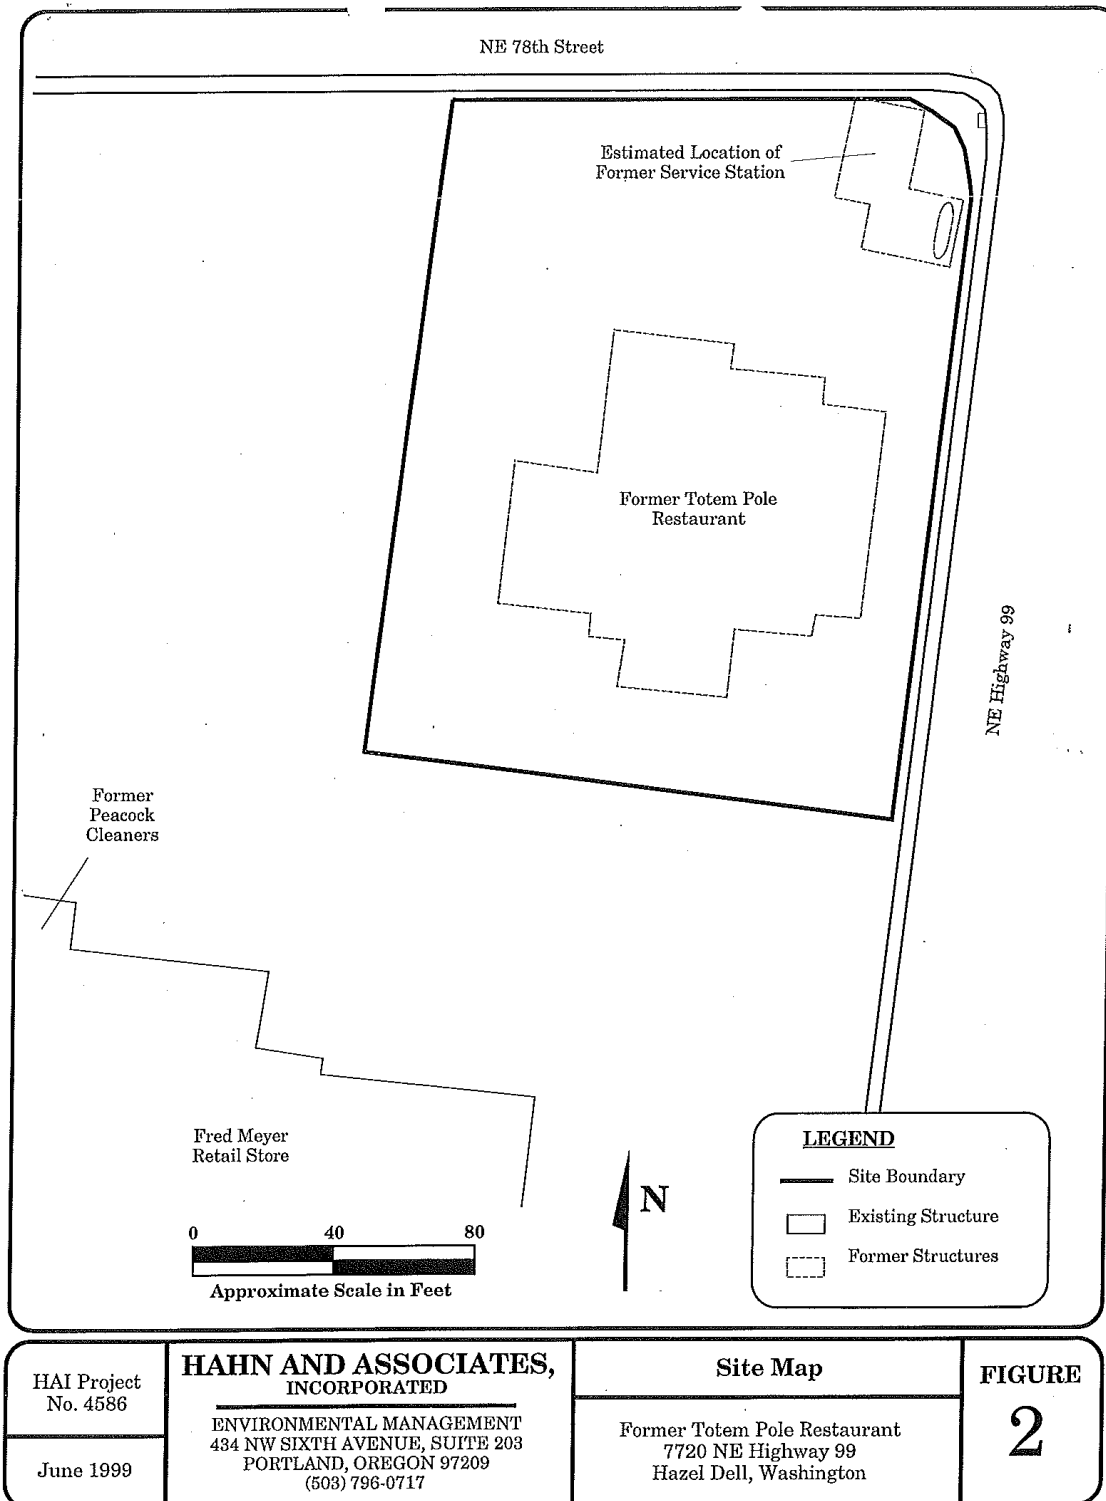 NE 78th Street
Estimated Location of
Former Service Station
Former Totem Pole
Restaurant
NE Highway 99
Former
Peacock
Cleaners
Fred Meyer
Retail Store
0 40 80
Approximate Scale in Feet
N
LEGEND
Site Boundary
Existing Structure
Former Structures
HAI Project
No. 4586
June 1999
HAHN AND ASSOCIATES,
INCORPORATED
ENVIRONMENTAL MANAGEMENT
434 NW SIXTH AVENUE, SUITE 203
PORTLAND, OREGON 97209
(503) 796-0717
Site Map
Former Totem Pole Restaurant
7720 NE Highway 99
Hazel Dell, Washington
FIGURE
2